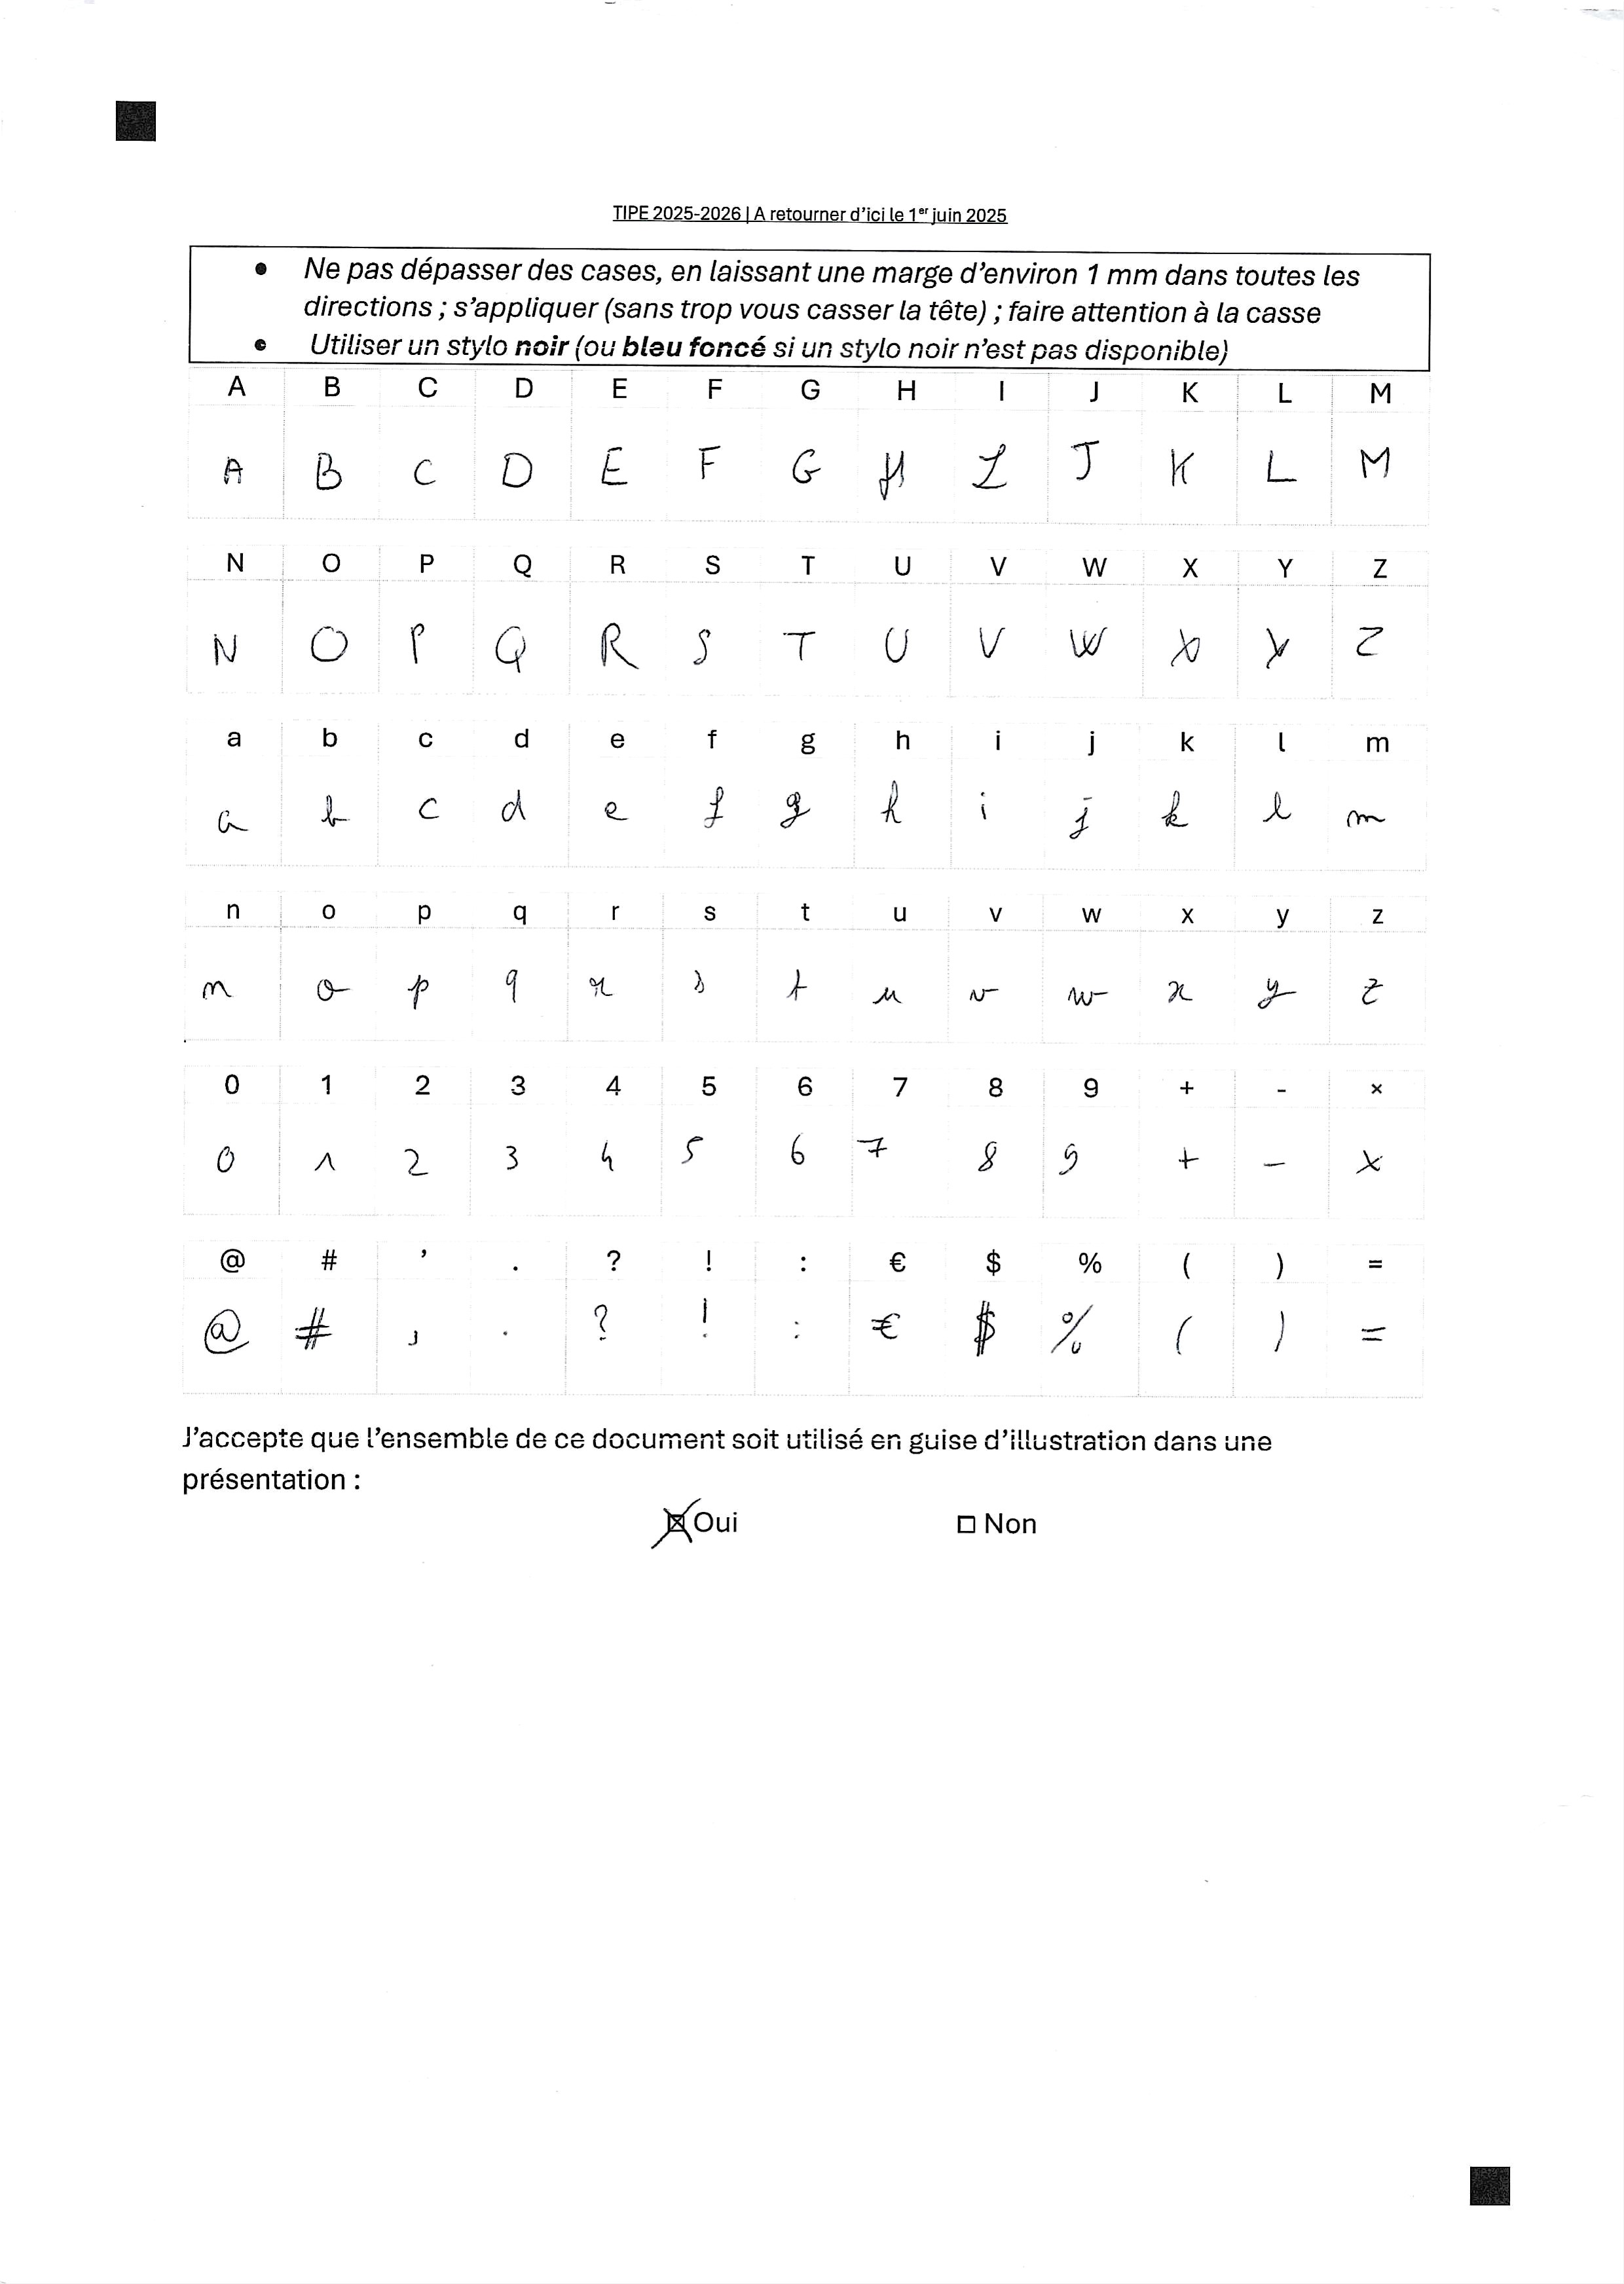 TIPE 2025-2026 | A retourner d'ici le 1er juin 2025
• Ne pas dépasser des cases, en laissant une marge d'environ 1 mm dans toutes les
directions ; s'appliquer (sans trop vous casser la tête) ; faire attention à la casse
• Utiliser un stylo noir (ou bleu foncé si un stylo noir n'est pas disponible)
A B C D E F G H I J K L M
A B C D E F G H I J K L M
N O P Q R S T U V W X Y Z
N O P Q R S T U V W X Y Z
a b c d e f g h i j k l m
a b c d e f g h i j k l m
n o p q r s t u v w x y z
n o p q r s t u v w x y z
0 1 2 3 4 5 6 7 8 9 + - ×
0 1 2 3 4 5 6 7 8 9 + - ×
@ # ’ . ? ! : € $ % ( ) =
@ # , . ? ! : € $ % ( ) =
J'accepte que l'ensemble de ce document soit utilisé en guise d'illustration dans une
présentation :
☒ Oui ☐ Non